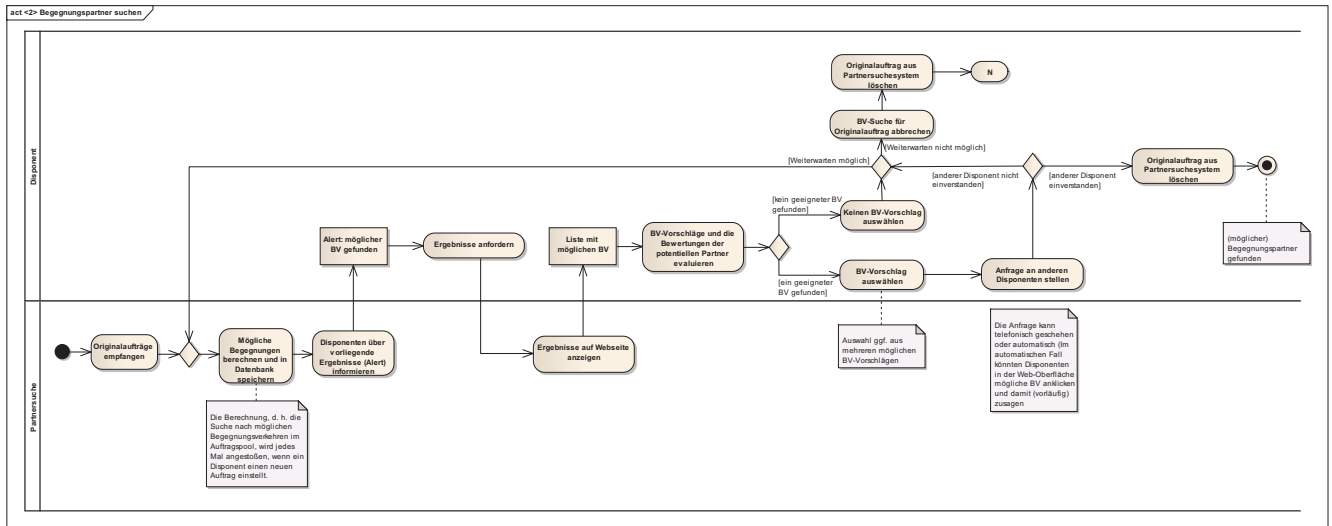 act <2> Begegnungspartner suchen
Disponent
Originalauftrag aus
Partnersuchesystem
löschen
N
BV-Suche für
Originalauftrag abbrechen
[Weiterwarten nicht möglich]
[Weiterwarten möglich]
[anderer Disponent nicht
einverstanden]
[anderer Disponent
einverstanden]
Originalauftrag aus
Partnersuchesystem
löschen
[kein geeigneter BV
gefunden]
Keinen BV-Vorschlag
auswählen
Alert: möglicher
BV gefunden
Ergebnisse anfordern
Liste mit
möglichen BV
BV-Vorschläge und die
Bewertungen der
potentiellen Partner
evaluieren
[ein geeigneter
BV gefunden]
BV-Vorschlag
auswählen
Anfrage an anderen
Disponenten stellen
(möglicher)
Begegnungspartner
gefunden
Partnersuche
Originalaufträge
empfangen
Mögliche
Begegnungen
berechnen und in
Datenbank
speichern
Disponenten über
vorliegende
Ergebnisse (Alert)
informieren
Ergebnisse auf Webseite
anzeigen
Auswahl ggf. aus
mehreren möglichen
BV-Vorschlägen
Die Anfrage kann
telefonisch geschehen
oder automatisch (Im
automatischen Fall
könnten Disponenten
in der Web-Oberfläche
mögliche BV anklicken
und damit (vorläufig)
zusagen
Die Berechnung, d. h. die
Suche nach möglichen
Begegnungsverkehren im
Auftragspool, wird jedes
Mal angestoßen, wenn ein
Disponent einen neuen
Auftrag einstellt.